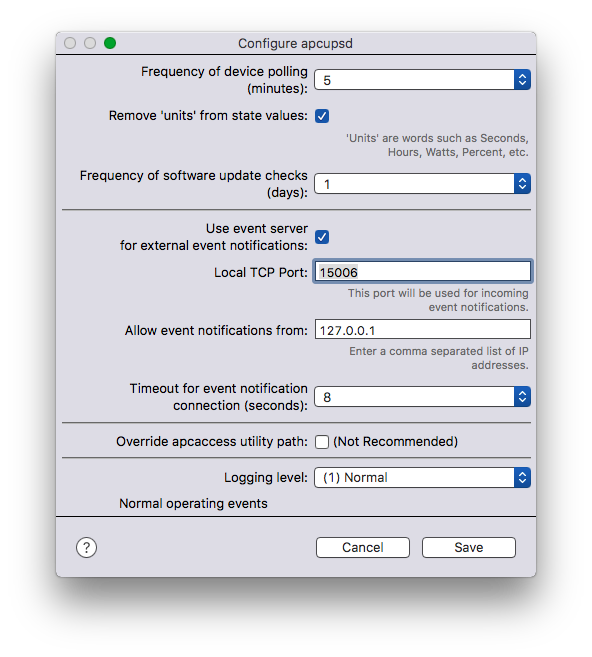 Configure apcupsd
Frequency of device polling
(minutes):
5
Remove 'units' from state values:
'Units' are words such as Seconds,
Hours, Watts, Percent, etc.
Frequency of software update checks
(days):
1
Use event server
for external event notifications:
Local TCP Port:
15006
This port will be used for incoming
event notifications.
Allow event notifications from:
127.0.0.1
Enter a comma separated list of IP
addresses.
Timeout for event notification
connection (seconds):
8
Override apcaccess utility path:
(Not Recommended)
Logging level:
(1) Normal
Normal operating events
?
Cancel
Save